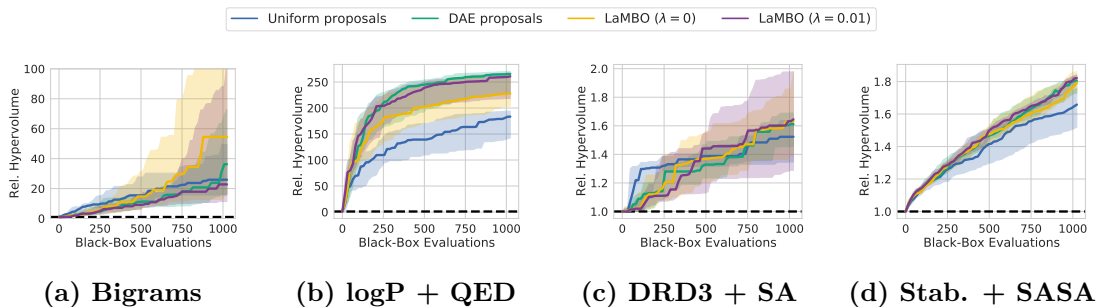 Uniform proposals DAE proposals LaMBO (λ = 0) LaMBO (λ = 0.01)
Rel. Hypervolume
100
80
60
40
20
0
0 250 500 750 1000
Black-Box Evaluations
(a) Bigrams
Rel. Hypervolume
250
200
150
100
50
0
0 250 500 750 1000
Black-Box Evaluations
(b) logP + QED
Rel. Hypervolume
2.0
1.8
1.6
1.4
1.2
1.0
0 250 500 750 1000
Black-Box Evaluations
(c) DRD3 + SA
Rel. Hypervolume
1.8
1.6
1.4
1.2
1.0
0 250 500 750 1000
Black-Box Evaluations
(d) Stab. + SASA